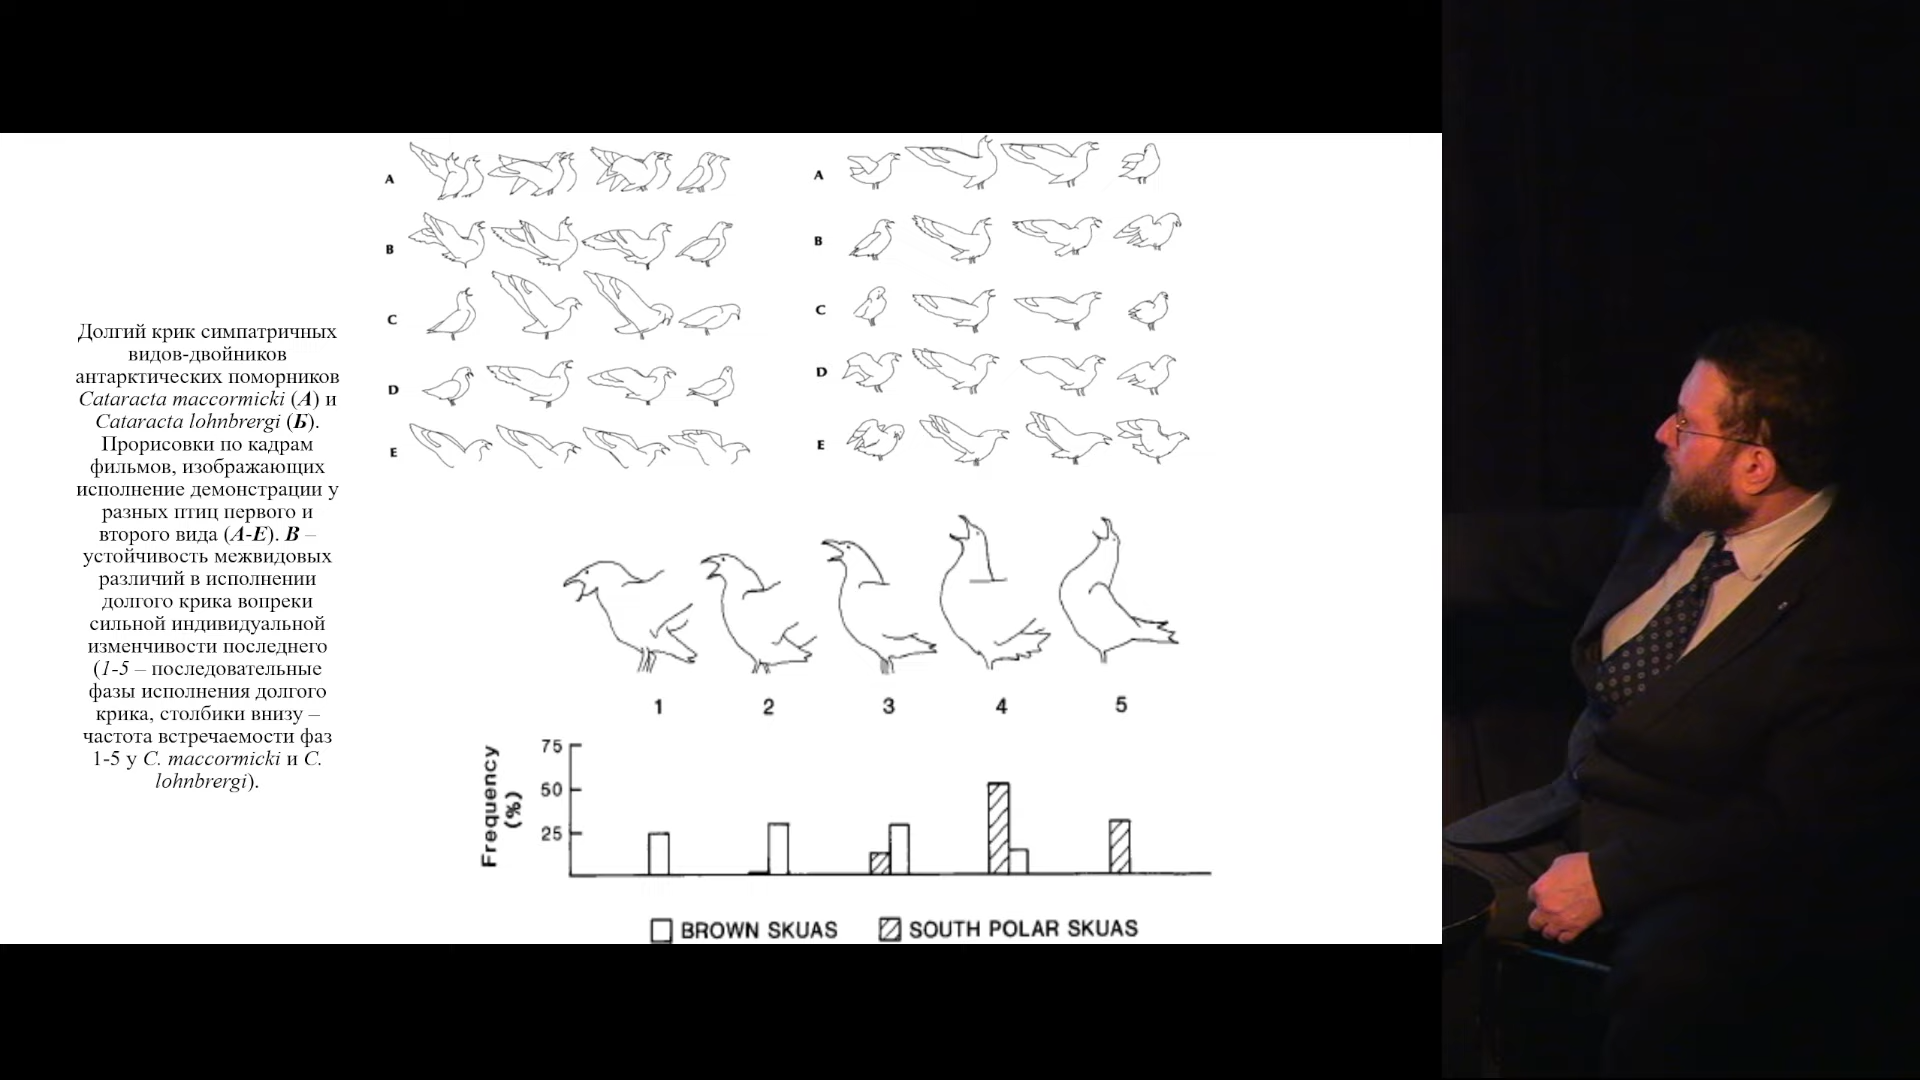 Долгий крик симпатричных
видов-двойников
антарктических поморников
Cataracta maccormicki (А) и
Cataracta lohnbrergi (Б).
Прорисовки по кадрам
фильмов, изображающих
исполнение демонстрации у
разных птиц первого и
второго вида (А-Е). В –
устойчивость межвидовых
различий в исполнении
долгого крика вопреки
сильной индивидуальной
изменчивости последнего
(1-5 – последовательные
фазы исполнения долгого
крика, столбики внизу –
частота встречаемости фаз
1-5 у C. maccormicki и C.
lohnbrergi).
A
B
C
D
E
A
B
C
D
E
1 2 3 4 5
Frequency
(%)
75
50
25
BROWN SKUAS
SOUTH POLAR SKUAS